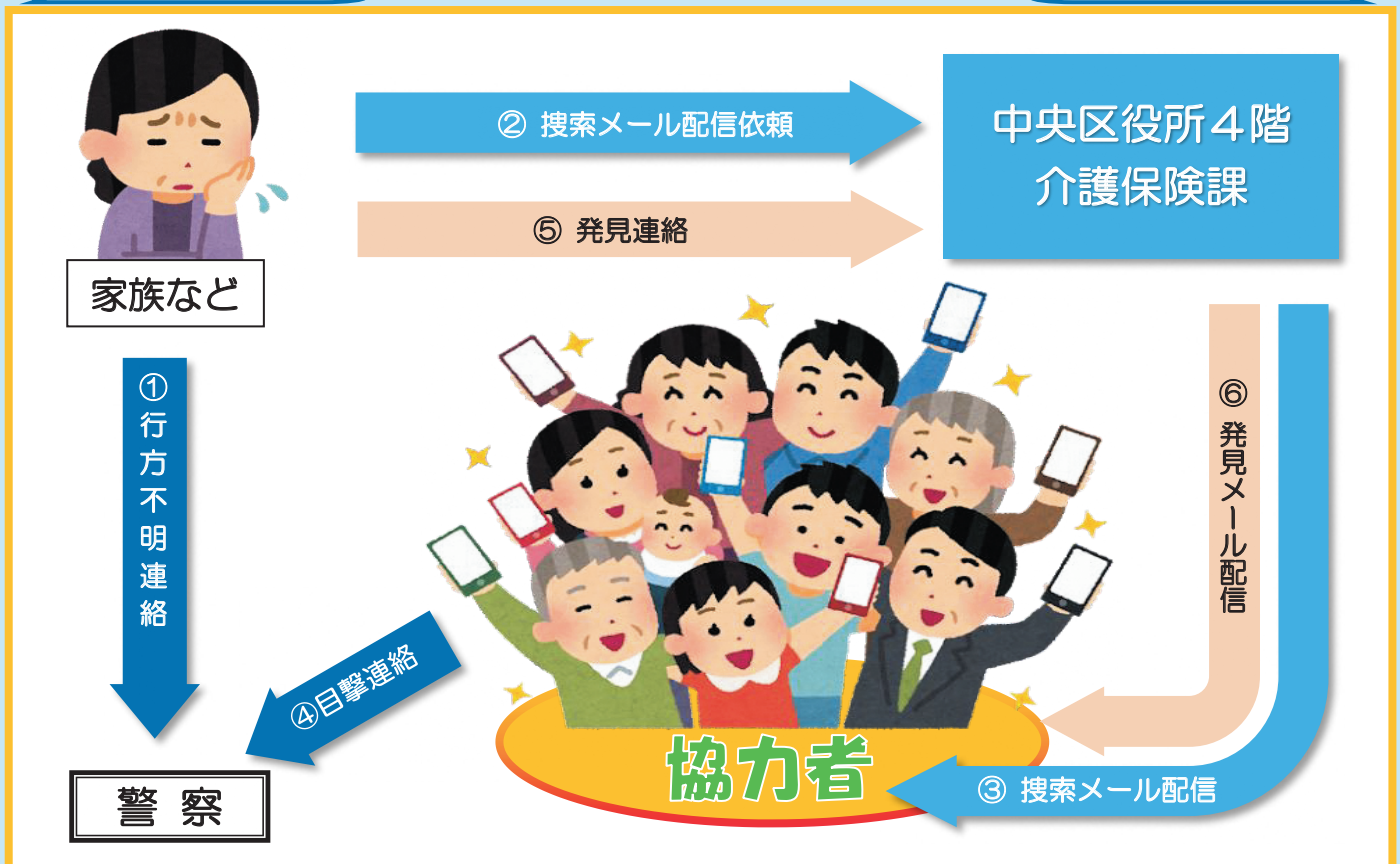 ② 捜索メール配信依頼
中央区役所４階
介護保険課
⑤ 発見連絡
家族など
①行方不明連絡
⑥ 発見メール配信
④目撃連絡
協力者
③ 捜索メール配信
警察